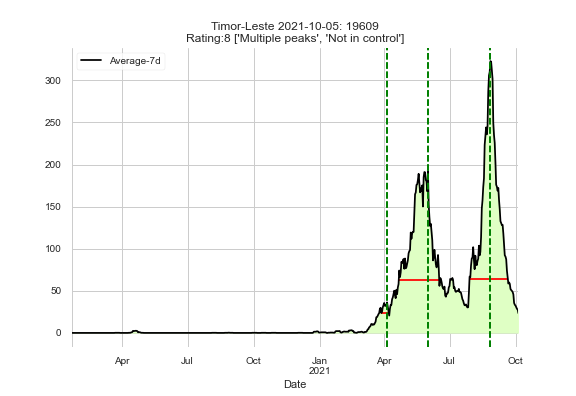 Timor-Leste 2021-10-05: 19609
Rating:8 ['Multiple peaks', 'Not in control']
Average-7d
300
250
200
150
100
50
0
Apr Jul Oct Jan Apr Jul Oct
2021
Date